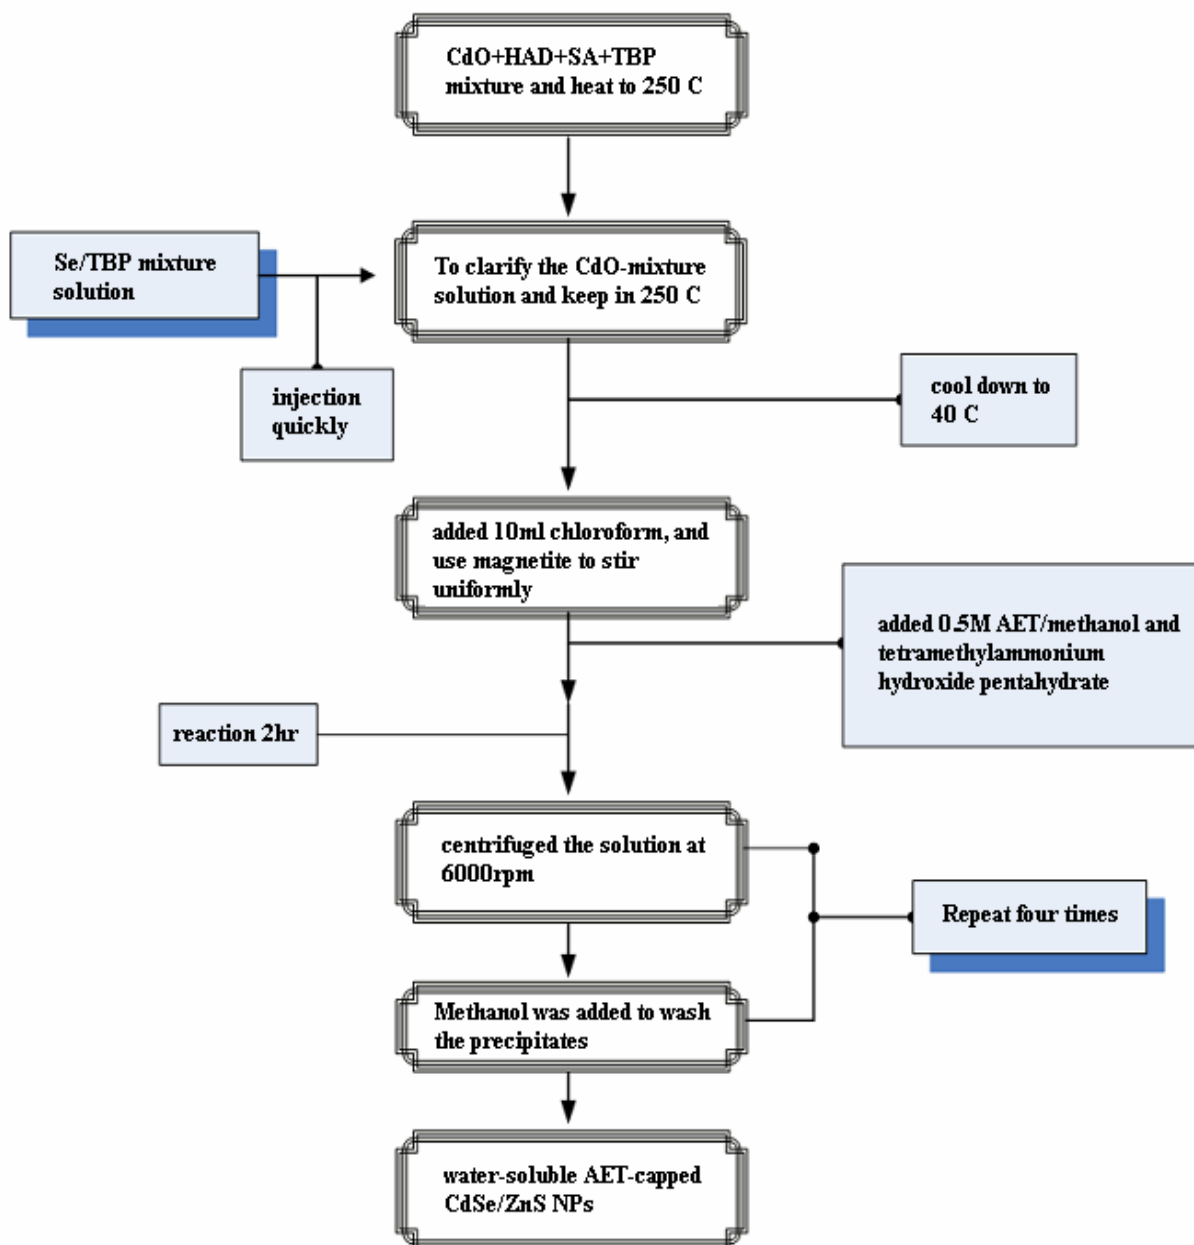 CdO+HAD+SA+TBP
mixture and heat to 250 C
Se/TBP mixture
solution
To clarify the CdO-mixture
solution and keep in 250 C
injection
quickly
cool down to
40 C
added 10ml chloroform, and
use magnetite to stir
uniformly
added 0.5M AET/methanol and
tetramethylammonium
hydroxide pentahydrate
reaction 2hr
centrifuged the solution at
6000rpm
Repeat four times
Methanol was added to wash
the precipitates
water-soluble AET-capped
CdSe/ZnS NPs